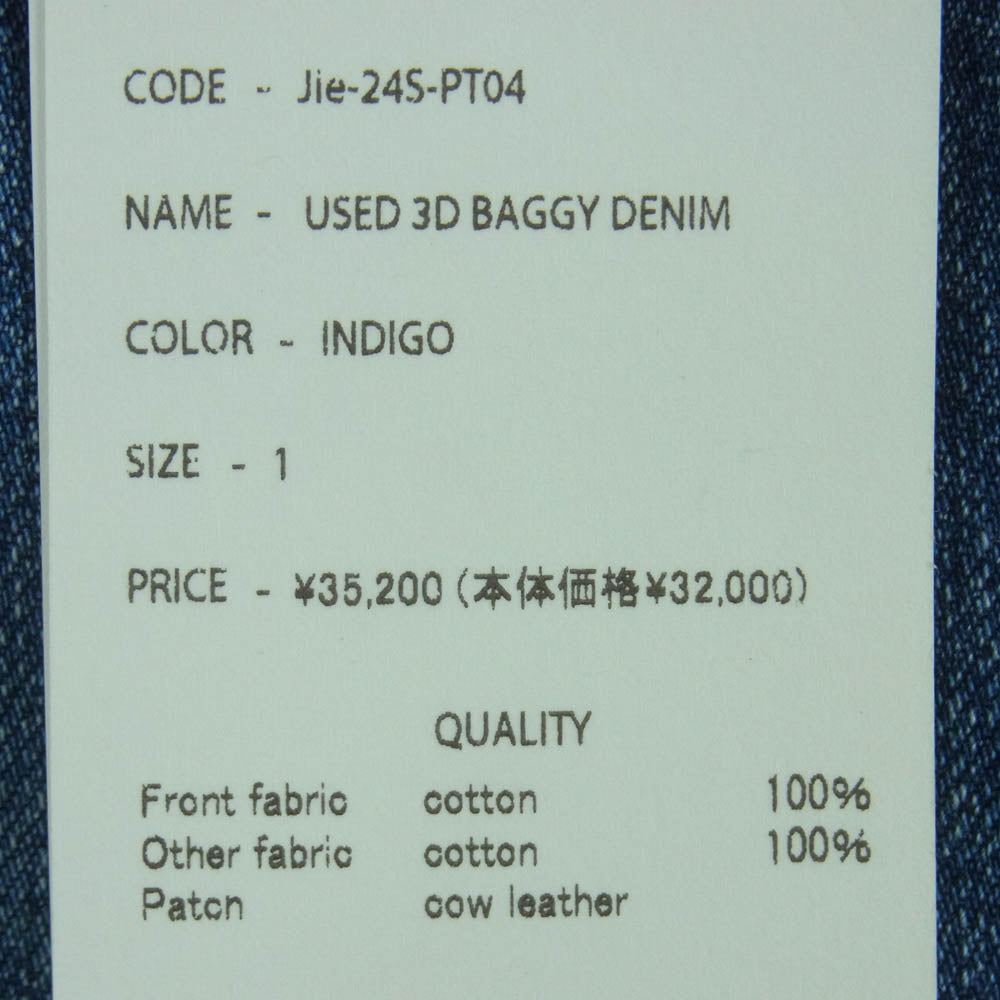 CODE - Jie-24S-PT04
NAME - USED 3D BAGGY DENIM
COLOR - INDIGO
SIZE - 1
PRICE - ¥35,200（本体価格¥32,000）
QUALITY
Front fabric cotton 100%
Other fabric cotton 100%
Patch cow leather